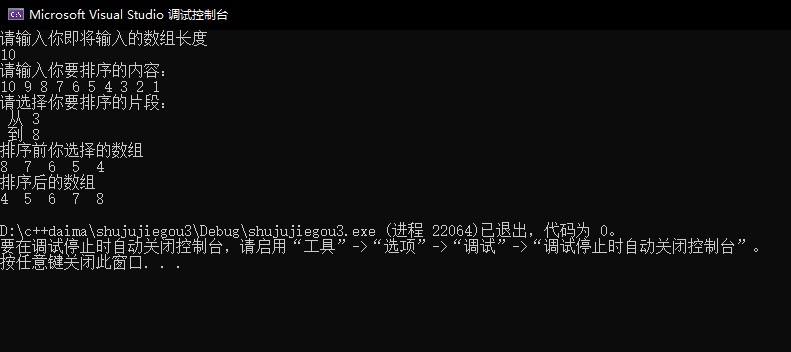 Microsoft Visual Studio 调试控制台
请输入你即将输入的数组长度
10
请输入你要排序的内容：
10 9 8 7 6 5 4 3 2 1
请选择你要排序的片段：
从 3
到 8
排序前你选择的数组
8 7 6 5 4
排序后的数组
4 5 6 7 8
D:\c++daima\shujujiegou3\Debug\shujujiegou3.exe (进程 22064)已退出，代码为 0。
要在调试停止时自动关闭控制台，请启用“工具”->“选项”->“调试”->“调试停止时自动关闭控制台”。
按任意键关闭此窗口. . .